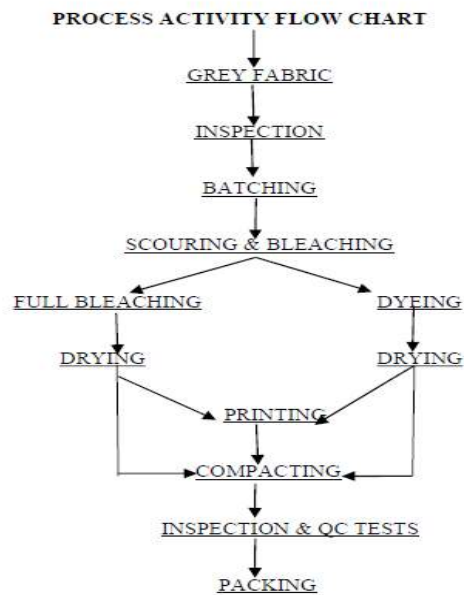 PROCESS ACTIVITY FLOW CHART
GREY FABRIC
INSPECTION
BATCHING
SCOURING & BLEACHING
FULL BLEACHING
DYEING
DRYING
DRYING
PRINTING
COMPACTING
INSPECTION & QC TESTS
PACKING